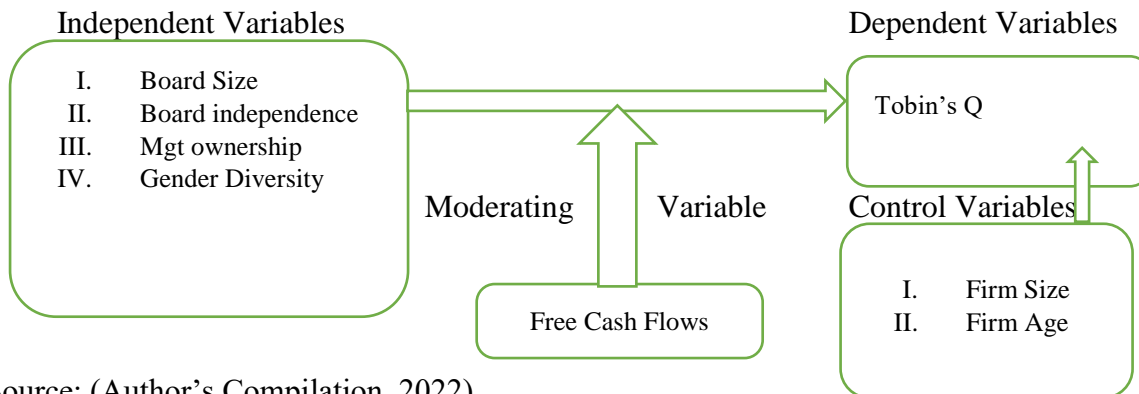 Independent Variables
I. Board Size
II. Board independence
III. Mgt ownership
IV. Gender Diversity
Moderating Variable
Free Cash Flows
Dependent Variables
Tobin’s Q
Control Variables
I. Firm Size
II. Firm Age
Source: (Author’s Compilation, 2022)